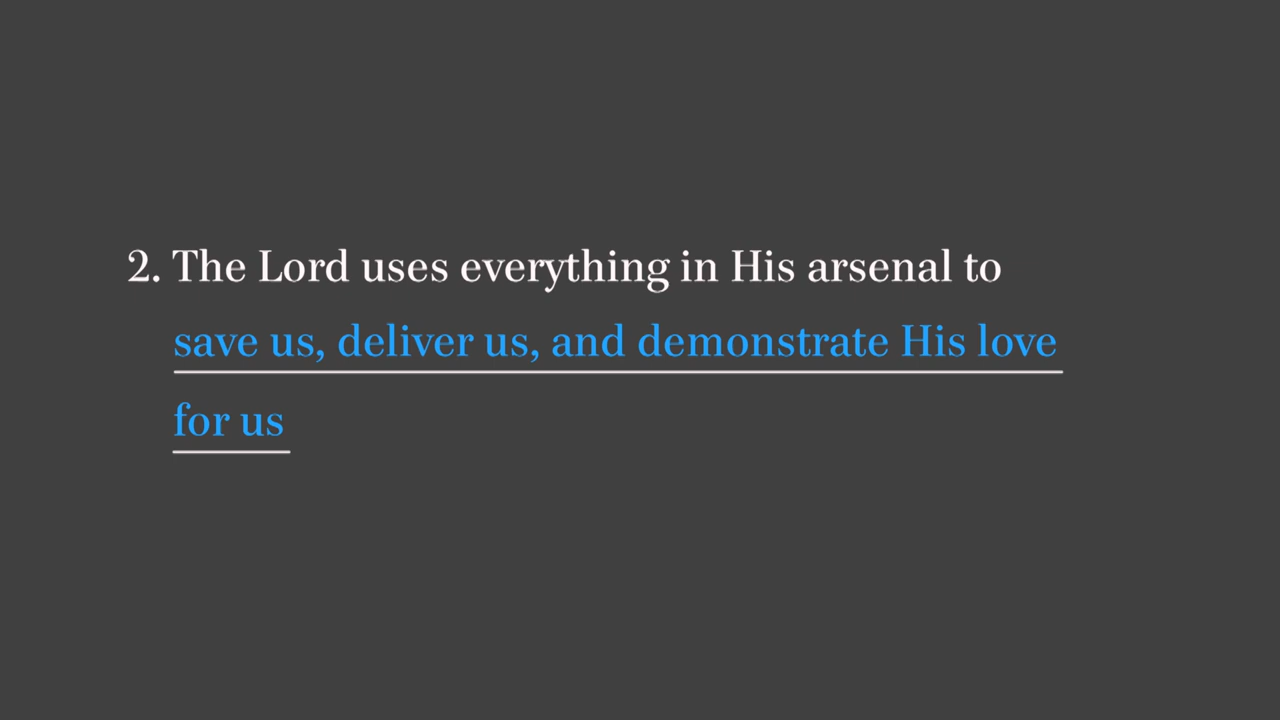 2. The Lord uses everything in His arsenal to
save us, deliver us, and demonstrate His love
for us